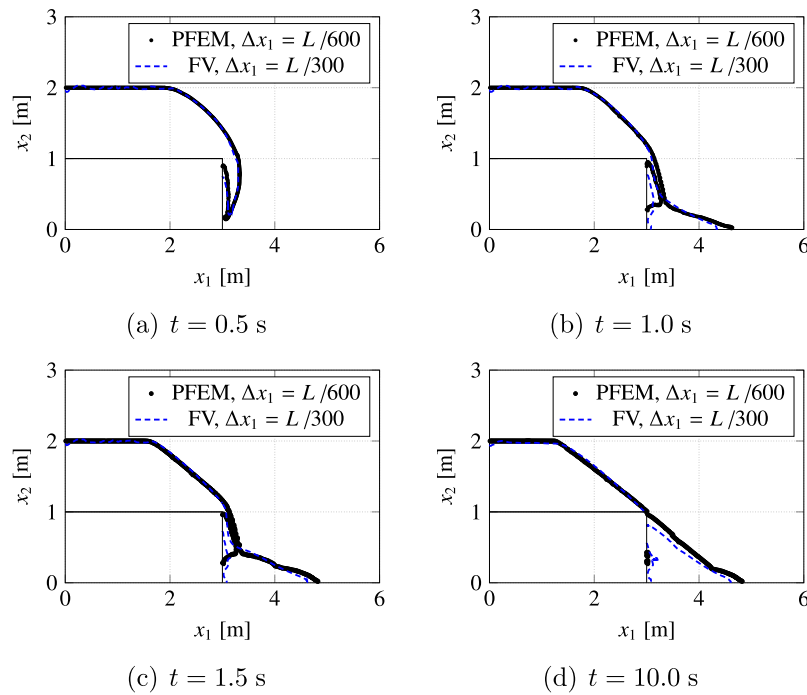 3
2
1
0
0
2
4
6
x₂ [m]
x₁ [m]
PFEM, Δx₁ = L/600
FV, Δx₁ = L/300
(a) t = 0.5 s
3
2
1
0
0
2
4
6
x₂ [m]
x₁ [m]
PFEM, Δx₁ = L/600
FV, Δx₁ = L/300
(b) t = 1.0 s
3
2
1
0
0
2
4
6
x₂ [m]
x₁ [m]
PFEM, Δx₁ = L/600
FV, Δx₁ = L/300
(c) t = 1.5 s
3
2
1
0
0
2
4
6
x₂ [m]
x₁ [m]
PFEM, Δx₁ = L/600
FV, Δx₁ = L/300
(d) t = 10.0 s